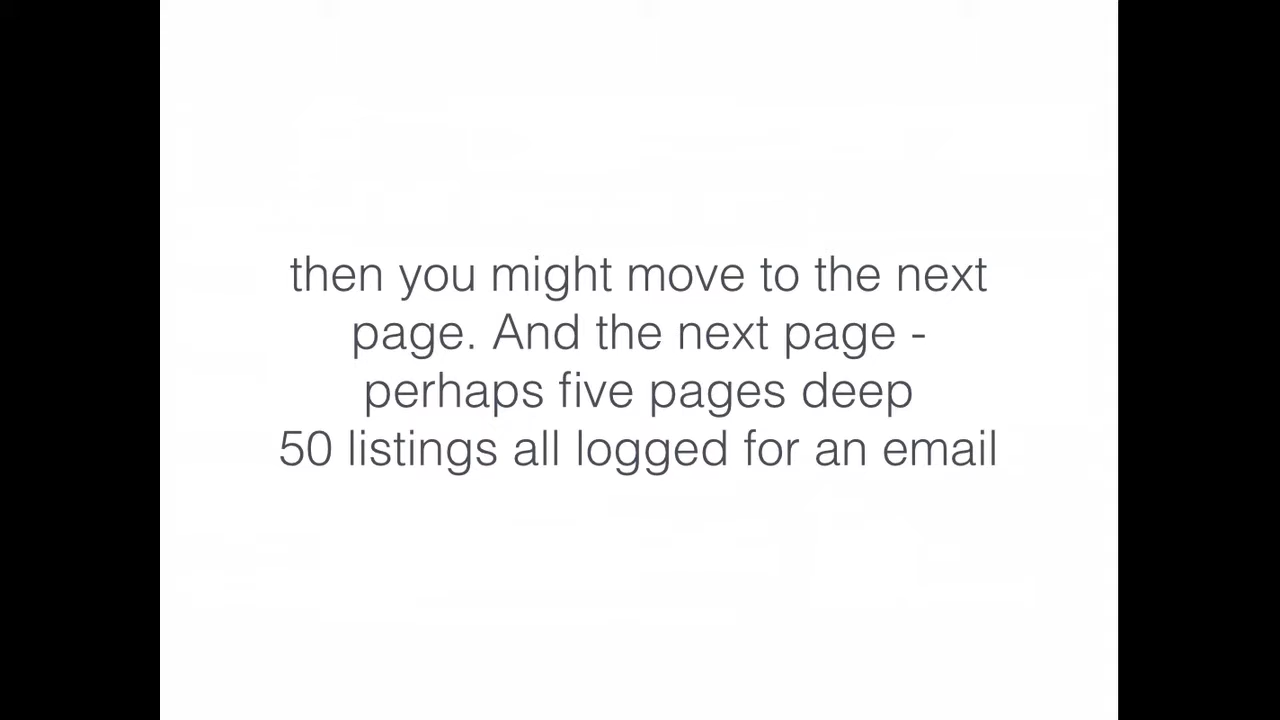 then you might move to the next
page. And the next page -
perhaps five pages deep
50 listings all logged for an email